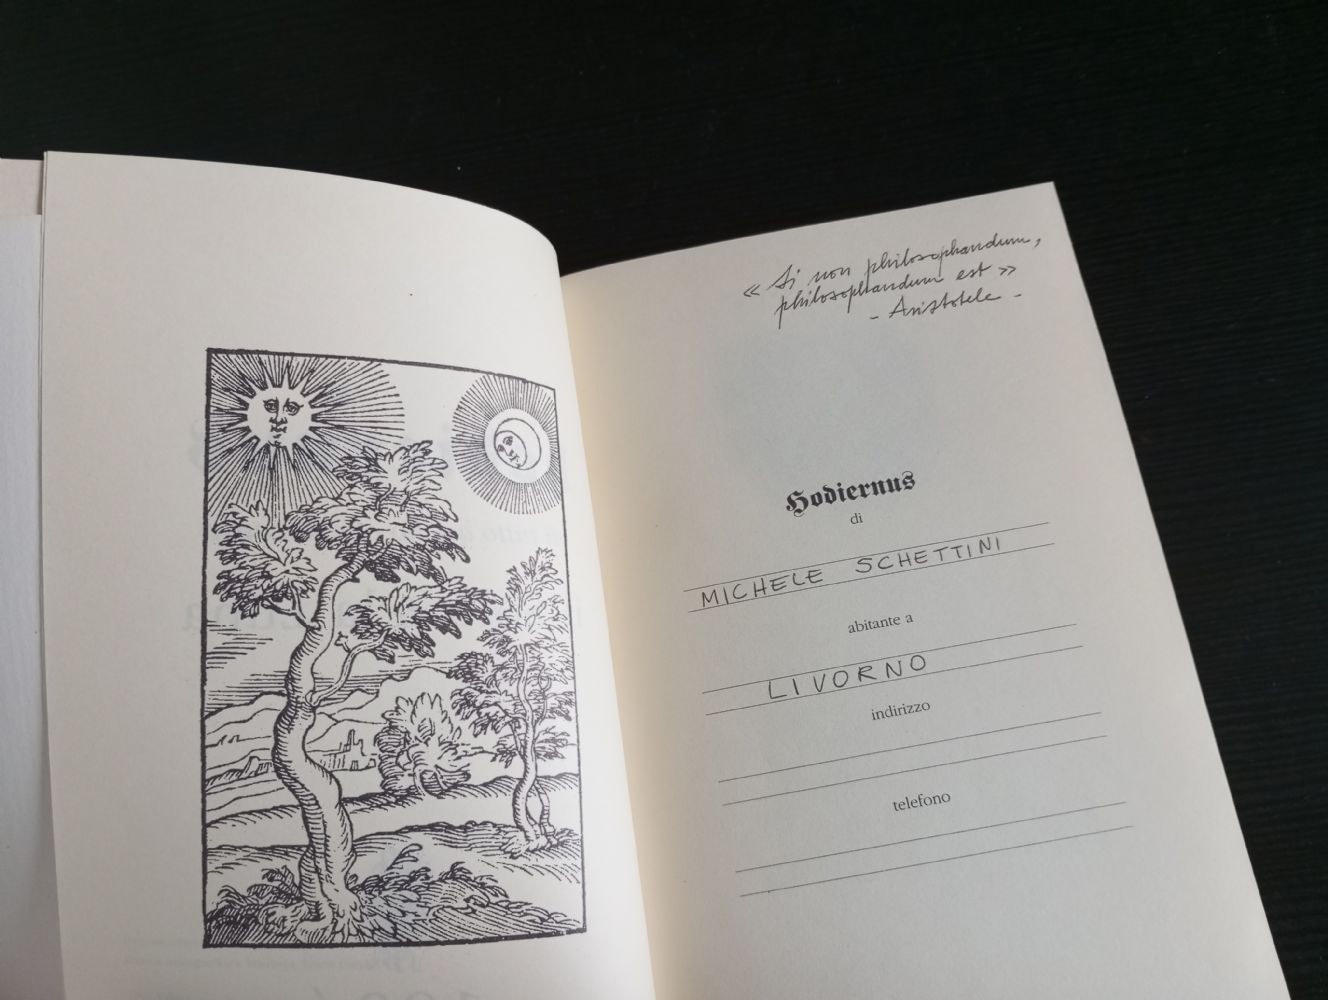 « Si non philosophandum,
philosophandum est »
- Aristotele -
Hodiernus
di
MICHELE SCHETTINI
abitante a
LIVORNO
indirizzo
telefono